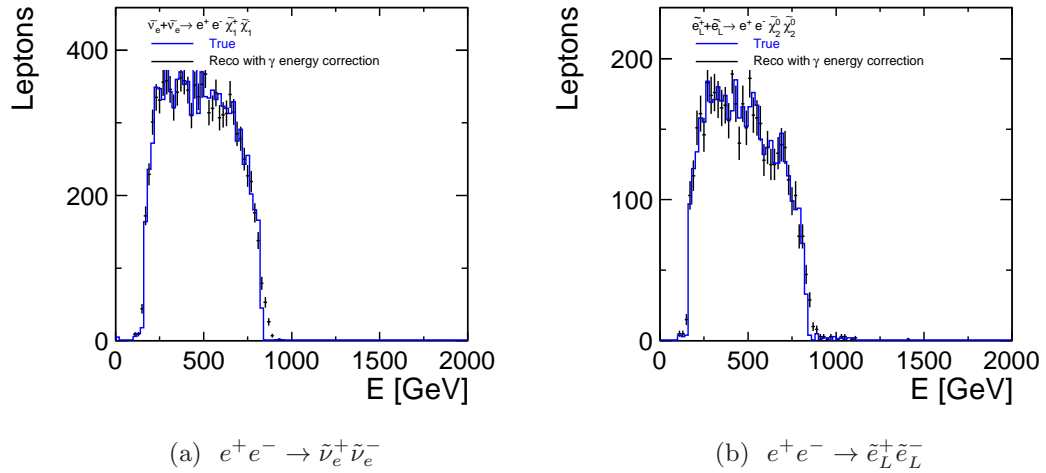 Leptons
400
200
0
ν̃e+ν̃e→ e+ e- χ̃1+ χ̃1-
True
Reco with γ energy correction
0 500 1000 1500 2000
E [GeV]
(a) e+e− → ν̃e+ν̃e−
Leptons
200
100
0
ẽL+ẽL→ e+ e- χ̃20 χ̃20
True
Reco with γ energy correction
0 500 1000 1500 2000
E [GeV]
(b) e+e− → ẽL+ẽL−